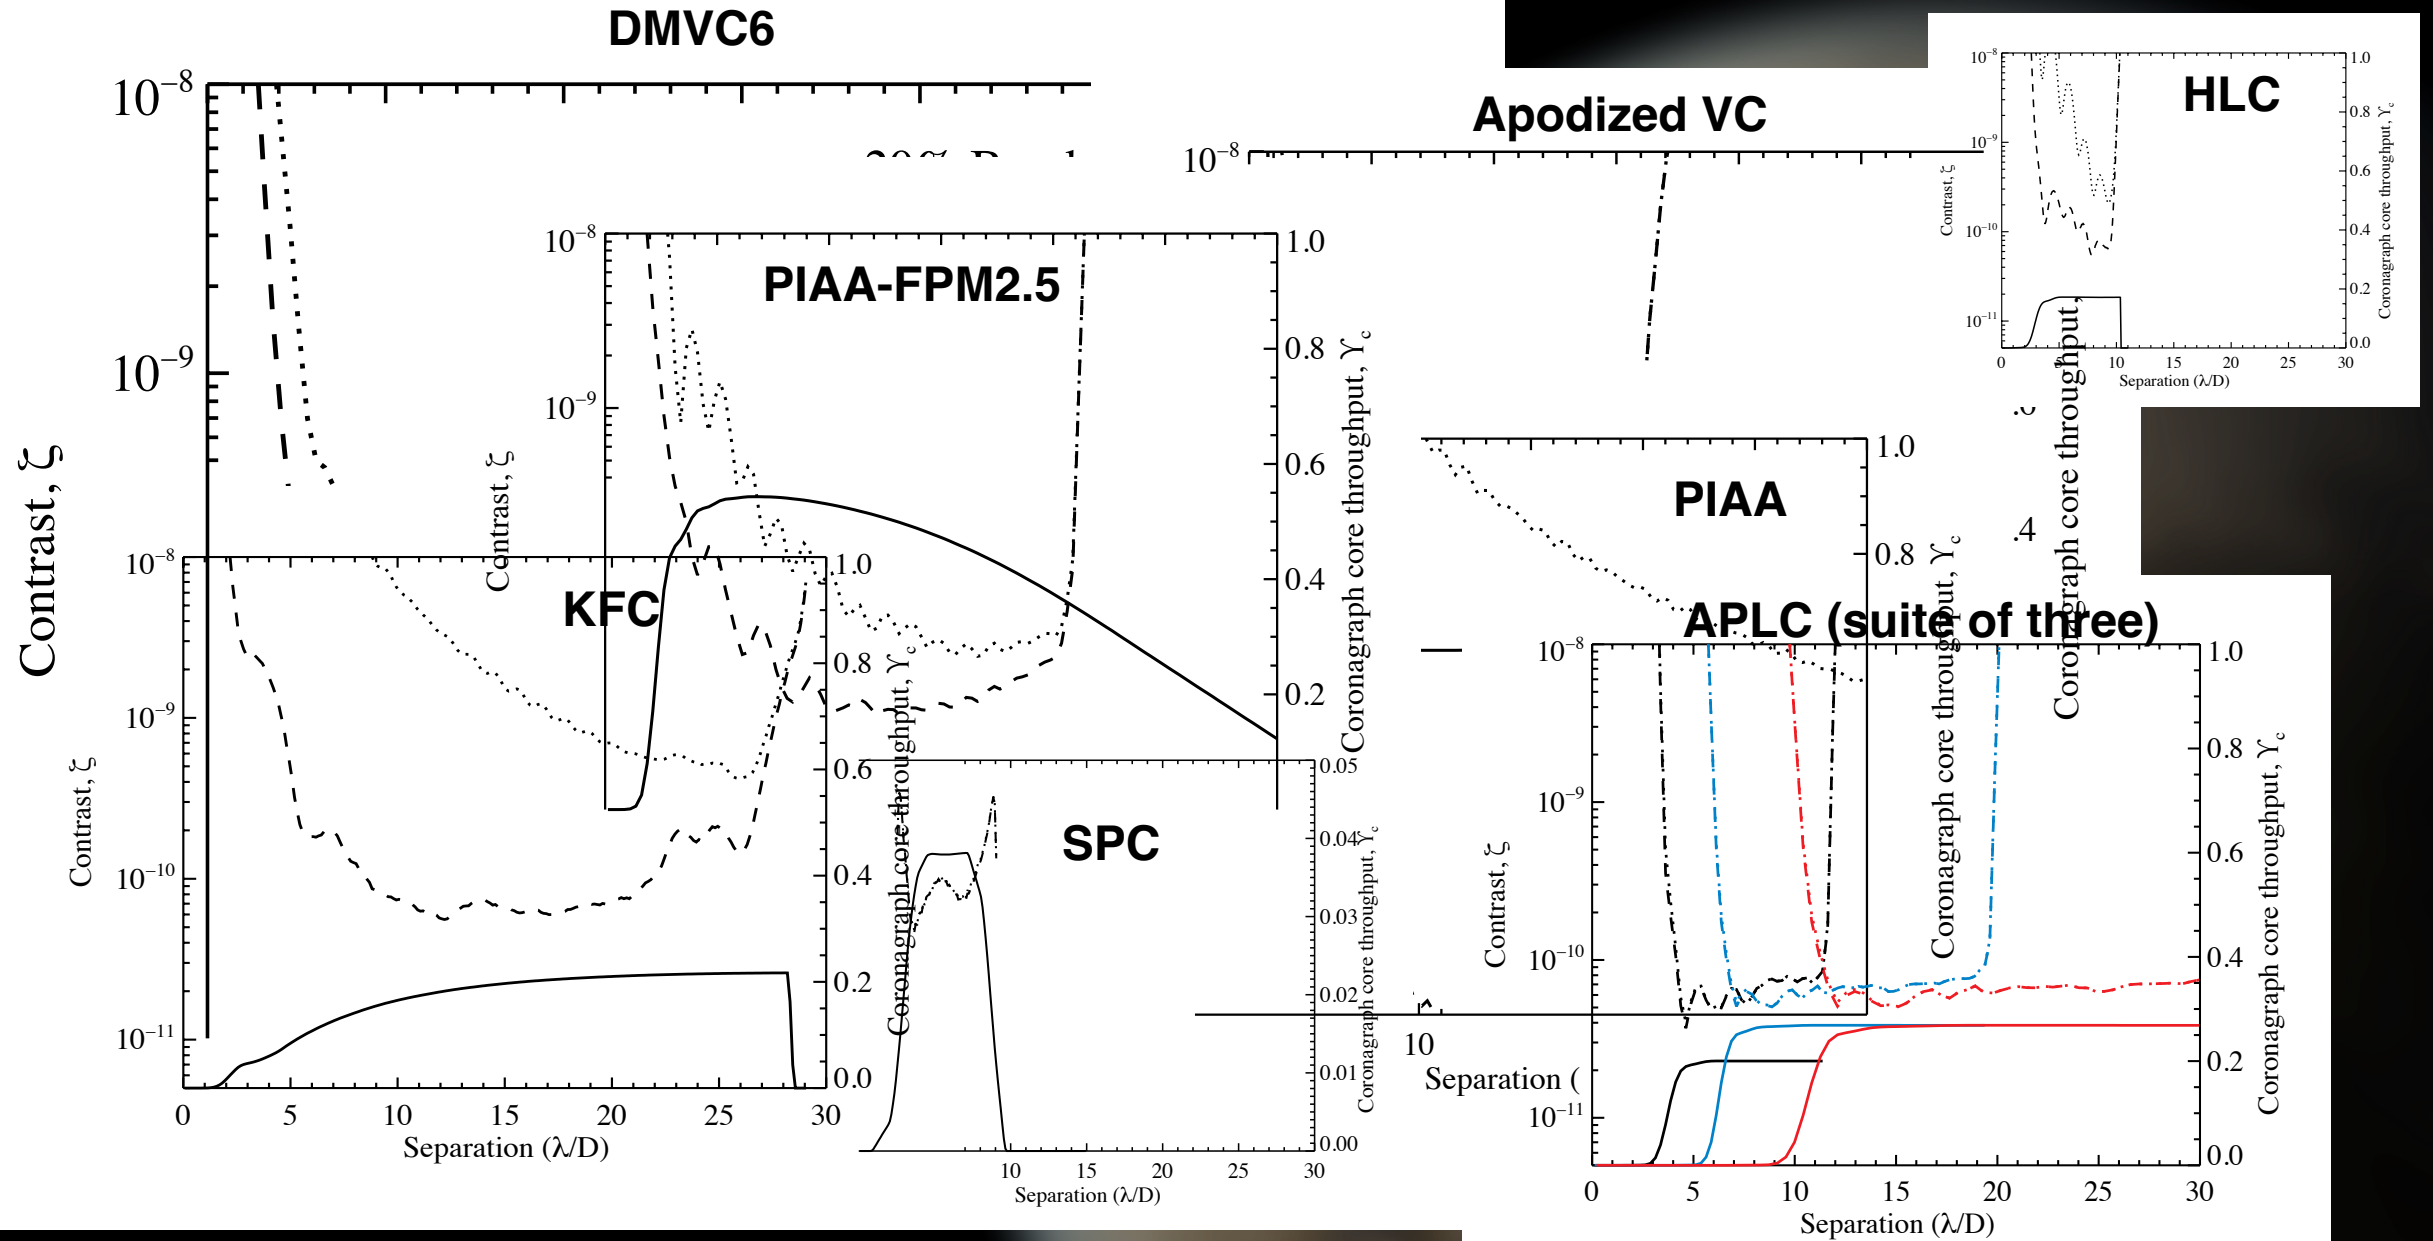 DMVC6
10⁻⁸
10⁻⁹
Contrast, ζ
Apodized VC
10⁻⁸
Coronagraph core throughput,
.4
HLC
10⁻⁸
10⁻⁹
10⁻¹⁰
10⁻¹¹
Contrast, ζ
1.0
0.8
0.6
0.4
0.2
0.0
Coronagraph core throughput, ϒc
0 5 10 15 20 25 30
Separation (λ/D)
PIAA-FPM2.5
10⁻⁸
10⁻⁹
Contrast, ζ
1.0
0.8
0.6
0.4
0.2
Coronagraph core throughput, ϒc
PIAA
1.0
0.8
Coronagraph core throughput, ϒc
10
Separation (
KFC
10⁻⁸
10⁻⁹
10⁻¹⁰
10⁻¹¹
Contrast, ζ
1.0
0.8
0.6
0.4
0.2
0.0
Coronagraph core throughput, ϒc
0 5 10 15 20 25 30
Separation (λ/D)
SPC
0.05
0.04
0.03
0.02
0.01
0.00
Coronagraph core throughput, ϒc
10 15 20 25 30
Separation (λ/D)
APLC (suite of three)
10⁻⁸
10⁻⁹
10⁻¹⁰
10⁻¹¹
Contrast, ζ
1.0
0.8
0.6
0.4
0.2
0.0
Coronagraph core throughput, ϒc
0 5 10 15 20 25 30
Separation (λ/D)